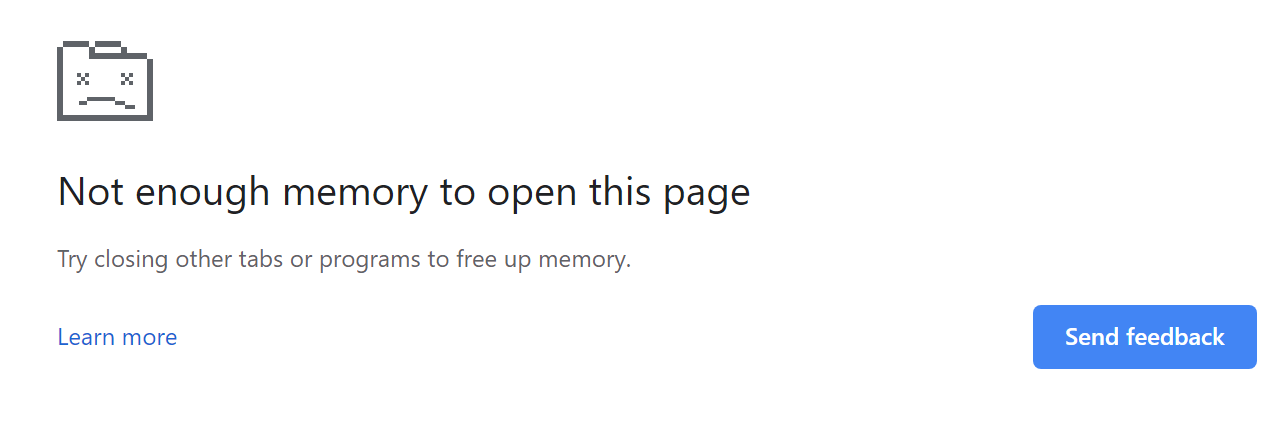 Not enough memory to open this page
Try closing other tabs or programs to free up memory.
Learn more
Send feedback